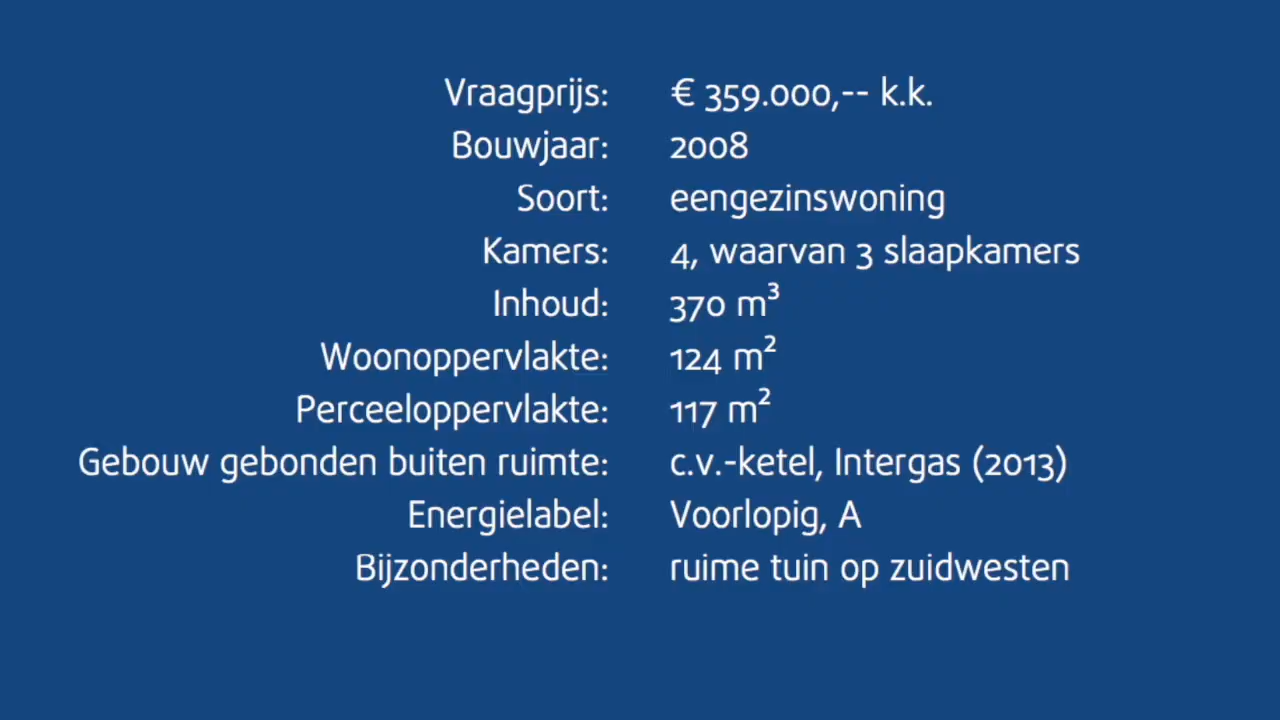 Vraagprijs: € 359.000,-- k.k.
Bouwjaar: 2008
Soort: eengezinswoning
Kamers: 4, waarvan 3 slaapkamers
Inhoud: 370 m³
Woonoppervlakte: 124 m²
Perceeloppervlakte: 117 m²
Gebouw gebonden buiten ruimte: c.v.-ketel, Intergas (2013)
Energielabel: Voorlopig, A
Bijzonderheden: ruime tuin op zuidwesten